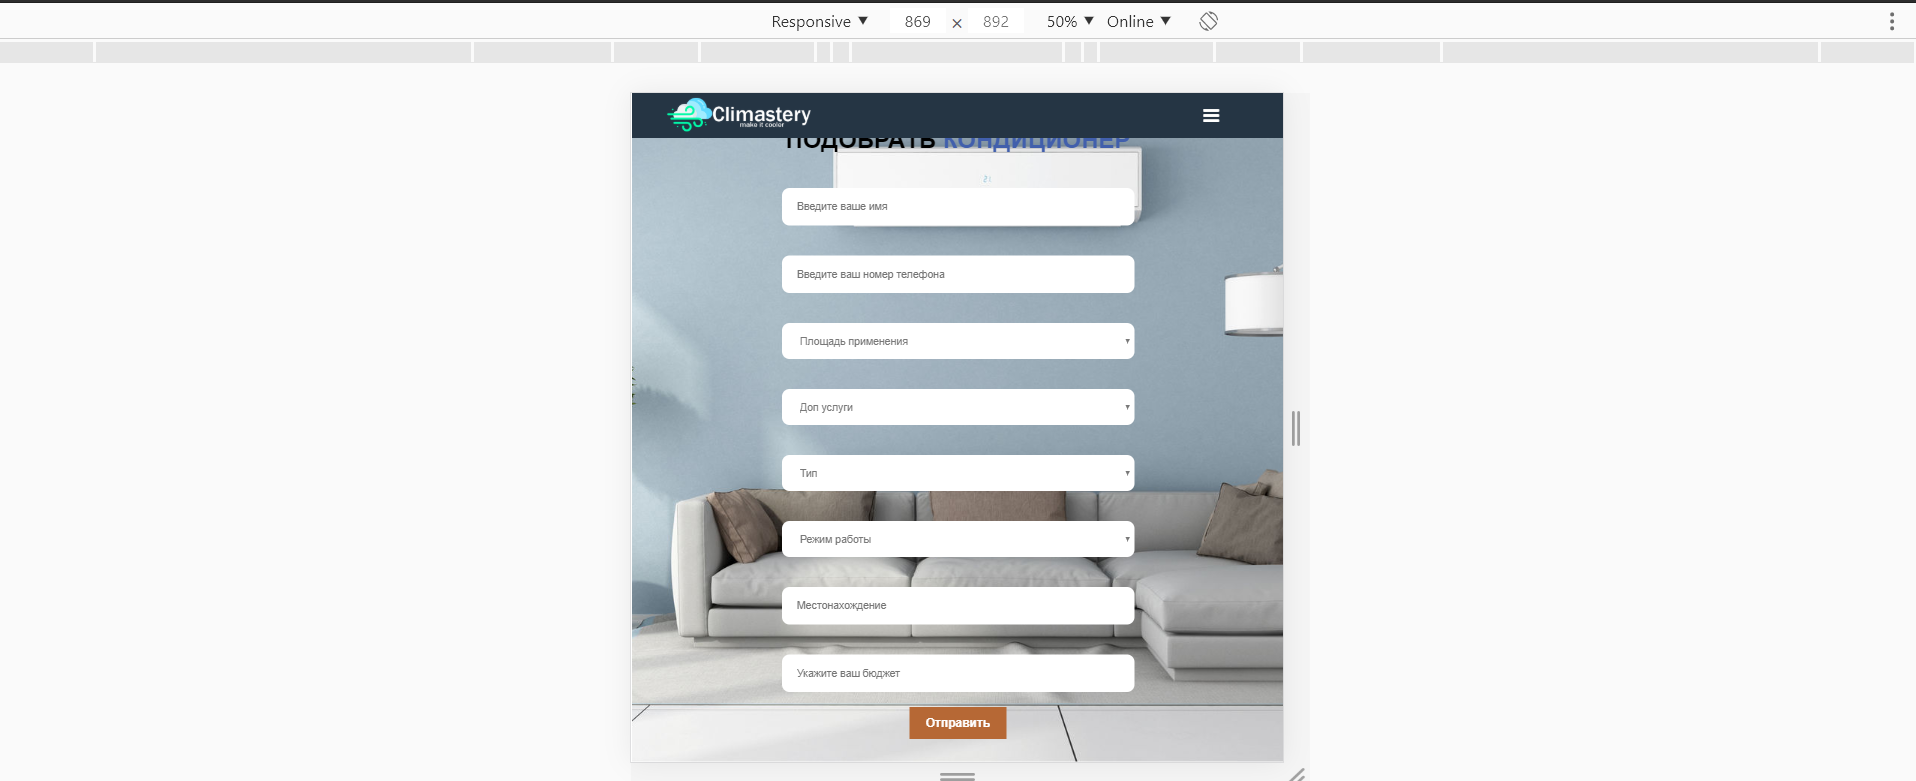 Responsive ▼ 869 × 892 50% ▼ Online ▼
Climastery
make it cooler
ПОДОБРАТЬ КОНДИЦИОНЕР
Введите ваше имя
Введите ваш номер телефона
Площадь применения
Доп услуги
Тип
Режим работы
Местонахождение
Укажите ваш бюджет
Отправить